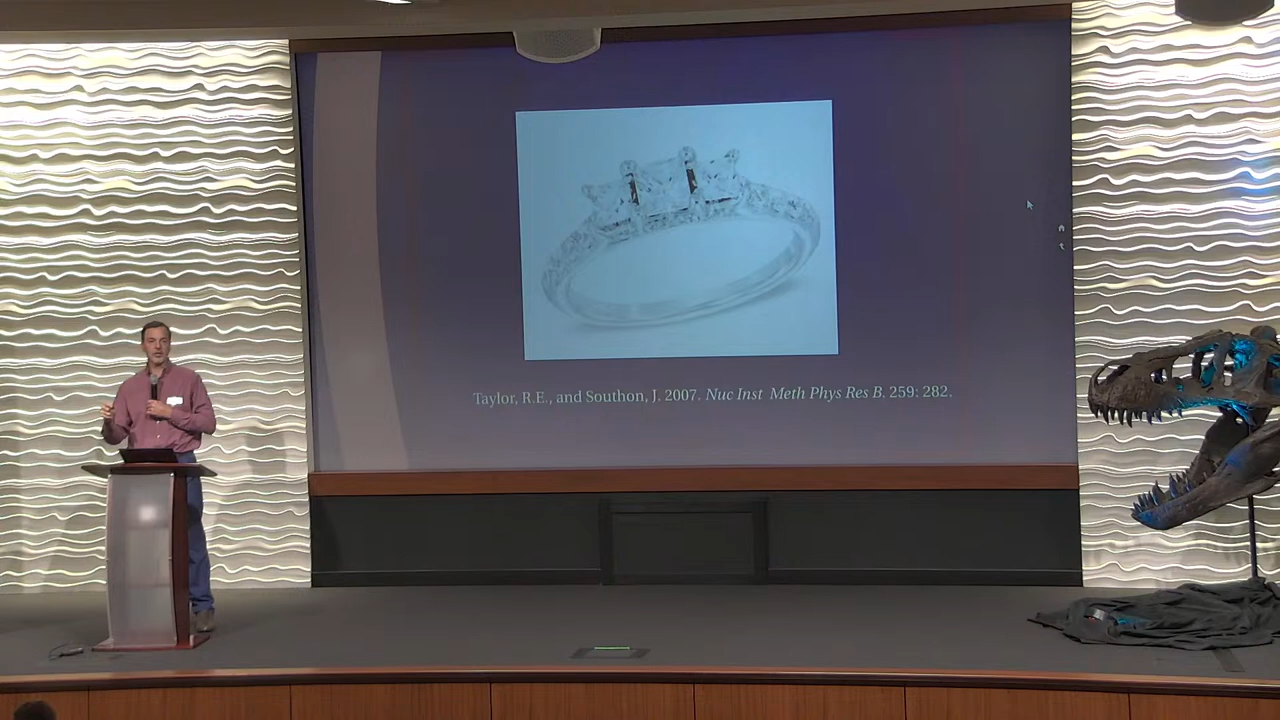 Taylor, R.E., and Southon, J. 2007. Nuc Inst Meth Phys Res B. 259: 282.